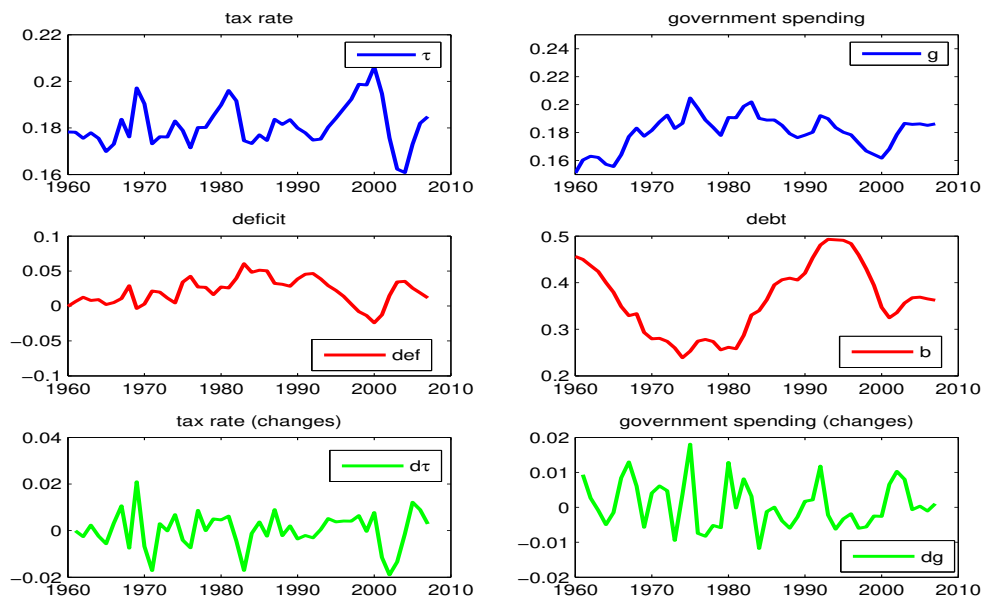 tax rate
0.22
0.2
0.18
0.16
1960 1970 1980 1990 2000 2010
τ
government spending
0.24
0.22
0.2
0.18
0.16
1960 1970 1980 1990 2000 2010
g
deficit
0.1
0.05
0
−0.05
−0.1
1960 1970 1980 1990 2000 2010
def
debt
0.5
0.4
0.3
0.2
1960 1970 1980 1990 2000 2010
b
tax rate (changes)
0.04
0.02
0
−0.02
1960 1970 1980 1990 2000 2010
dτ
government spending (changes)
0.02
0.01
0
−0.01
−0.02
1960 1970 1980 1990 2000 2010
dg